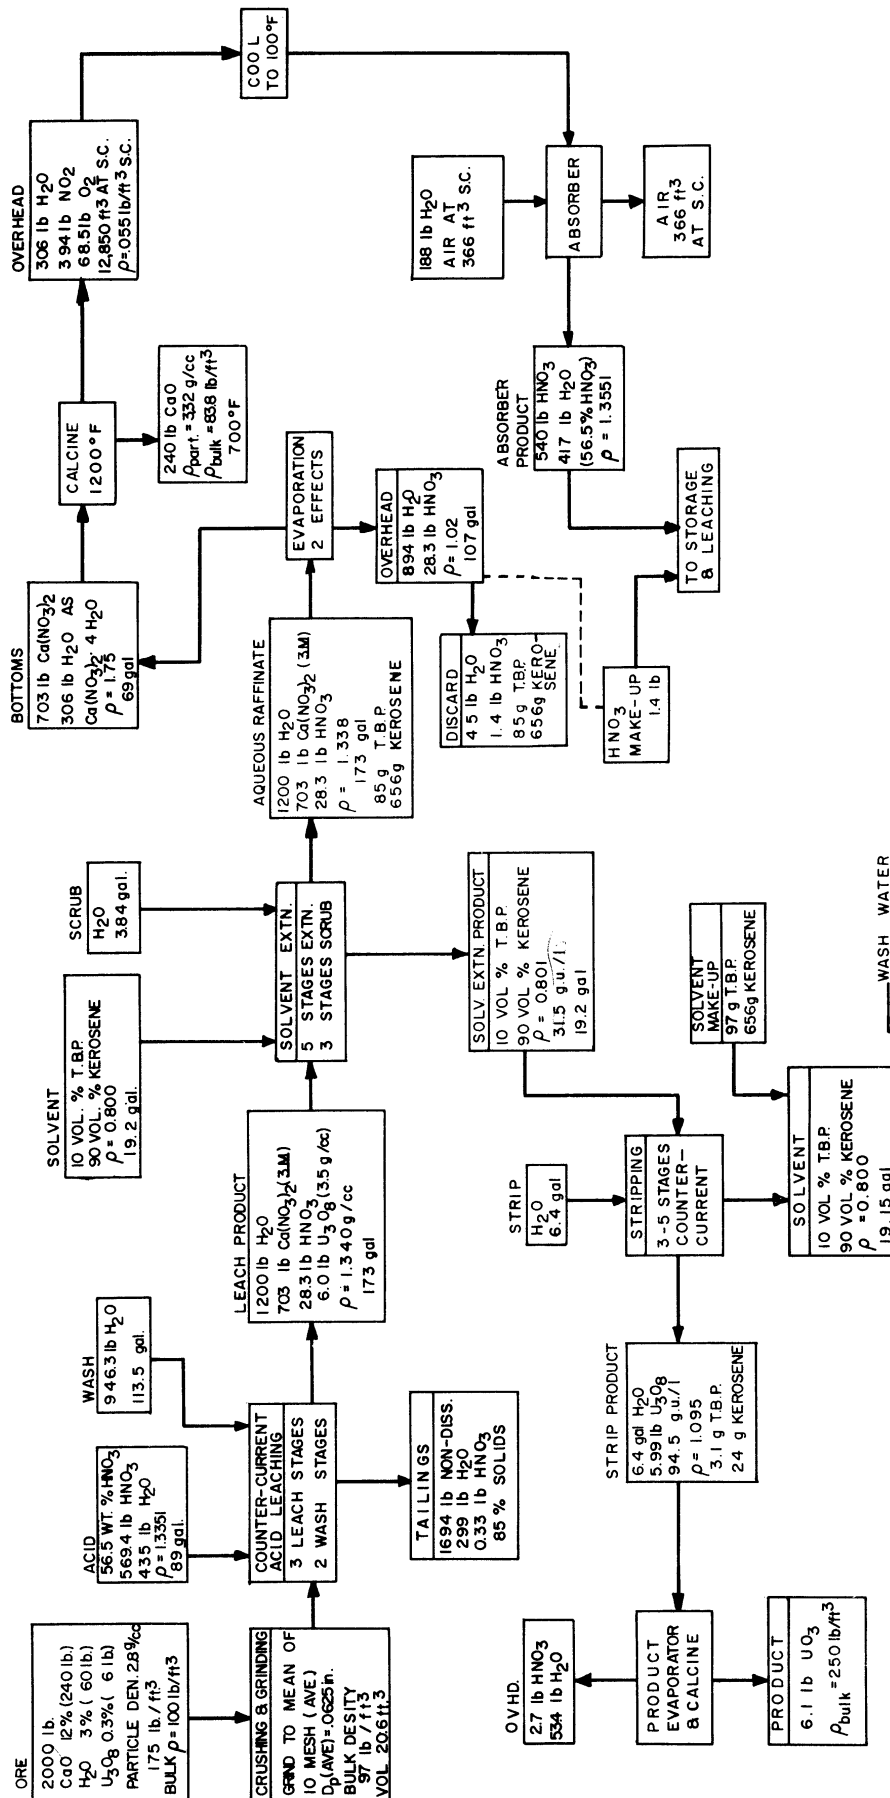 ORE
2000 lb.
CaO 12% (240 lb.)
H2O 3% ( 60 lb.)
U3O8 0.3% ( 6 lb)
PARTICLE DEN. 2.8 g/cc
175 lb./ft.3
BULK ρ=100 lb/ft3
CRUSHING & GRINDING
GRIND TO MEAN OF
10 MESH (AVE)
Dp(AVE)=.0625 in.
BULK DESITY
97 lb/ft3
VOL. 20.6 ft.3
ACID
56.5 WT. % HNO3
569.4 lb HNO3
435 lb H2O
ρ=1.3351
89 gal.
WASH
946.3 lb H2O
113.5 gal.
COUNTER-CURRENT
ACID LEACHING
3 LEACH STAGES
2 WASH STAGES
TAILINGS
1694 lb NON-DISS.
299 lb H2O
0.33 lb HNO3
85 % SOLIDS
LEACH PRODUCT
1200 lb H2O
703 lb Ca(NO3)2 (3M)
28.3 lb HNO3
6.0 lb U3O8 (3.5 g/cc)
ρ=1.340 g/cc
173 gal
SOLVENT
10 VOL. % T.B.P.
90 VOL. % KEROSENE
ρ=0.800
19.2 gal.
SCRUB
H2O
3.84 gal.
SOLVENT EXTN.
5 STAGES EXTN.
3 STAGES SCRUB
AQUEOUS RAFFINATE
1200 lb H2O
703 lb Ca(NO3)2 (3M)
28.3 lb HNO3
ρ = 1.338
173 gal
85 g T.B.P.
656 g KEROSENE
BOTTOMS
703 lb Ca(NO3)2
306 lb H2O AS
Ca(NO3)2 · 4 H2O
ρ = 1.75
69 gal
EVAPORATION
2 EFFECTS
OVERHEAD
894 lb H2O
28.3 lb HNO3
ρ = 1.02
107 gal
DISCARD
45 lb H2O
1.4 lb HNO3
85 g T.B.P.
656 g KERO-
SENE.
HNO3
MAKE-UP
1.4 lb
CALCINE
1200°F
240 lb CaO
ρpart. = 3.32 g/cc
ρbulk = 83.8 lb/ft3
700°F
OVERHEAD
306 lb H2O
394 lb NO2
68.5 lb O2
12,850 ft3 AT S.C.
ρ=.055 lb/ft3 S.C.
COOL
TO 100°F
188 lb H2O
AIR AT
366 ft3 S.C.
ABSORBER
AIR
366 ft3
AT S.C.
ABSORBER
PRODUCT
540 lb HNO3
417 lb H2O
(56.5% HNO3)
ρ = 1.3551
TO STORAGE
& LEACHING
SOLV. EXTN. PRODUCT
10 VOL % T.B.P.
90 VOL % KEROSENE
ρ = 0.801
31.5 g.u./l.
19.2 gal
STRIP
H2O
6.4 gal
STRIPPING
3-5 STAGES
COUNTER-
CURRENT
SOLVENT
MAKE-UP
97 g T.B.P.
656g KEROSENE
SOLVENT
10 VOL % T.B.P.
90 VOL % KEROSENE
ρ = 0.800
19.15 gal
WASH WATER
STRIP PRODUCT
6.4 gal H2O
5.99 lb U3O8
94.5 g.u./l
ρ = 1.095
3.1 g T.B.P.
24 g KEROSENE
OVHD.
2.7 lb HNO3
53.4 lb H2O
PRODUCT
EVAPORATOR
& CALCINE
PRODUCT
6.1 lb UO3
ρbulk = 250 lb/ft3